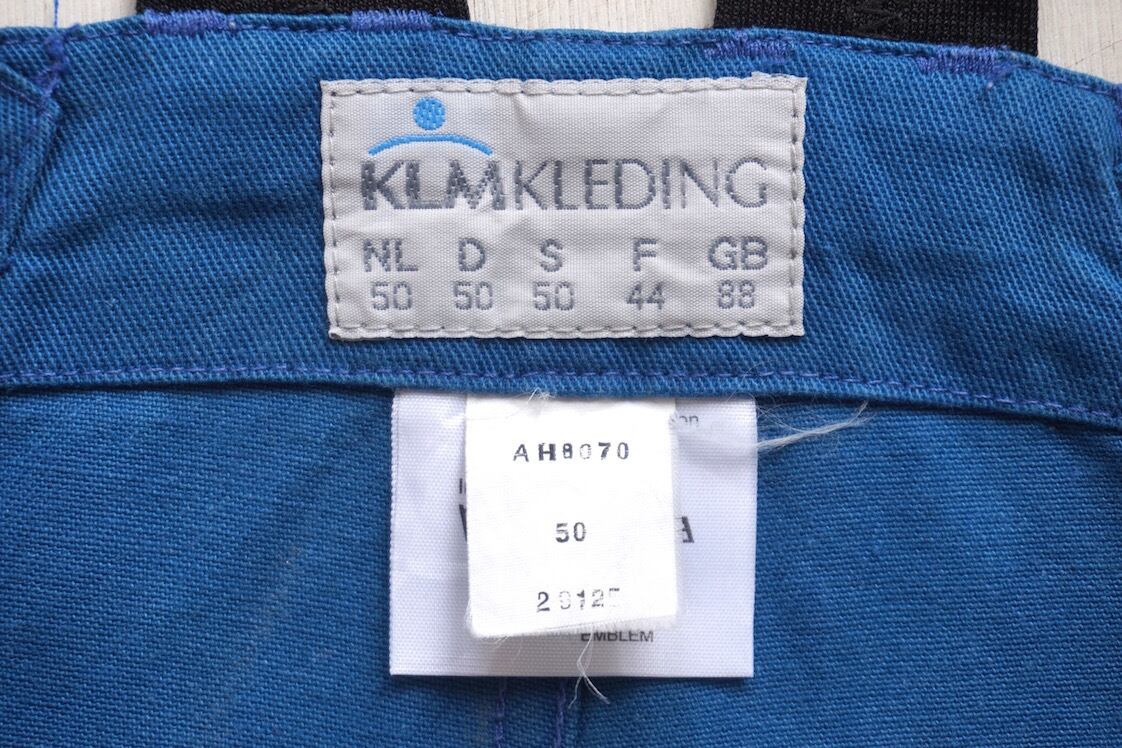 KLMKLEDING
NL D S F GB
50 50 50 44 88
AH8070
50
EMBLEM